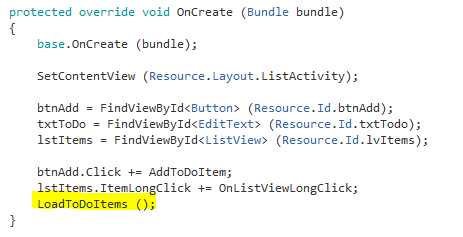 protected override void OnCreate (Bundle bundle)
{
    base.OnCreate (bundle);

    SetContentView (Resource.Layout.ListActivity);

    btnAdd = FindViewById<Button> (Resource.Id.btnAdd);
    txtToDo = FindViewById<EditText> (Resource.Id.txtTodo);
    lstItems = FindViewById<ListView> (Resource.Id.lvItems);

    btnAdd.Click += AddToDoItem;
    lstItems.ItemLongClick += OnListViewLongClick;
    LoadToDoItems ();
}